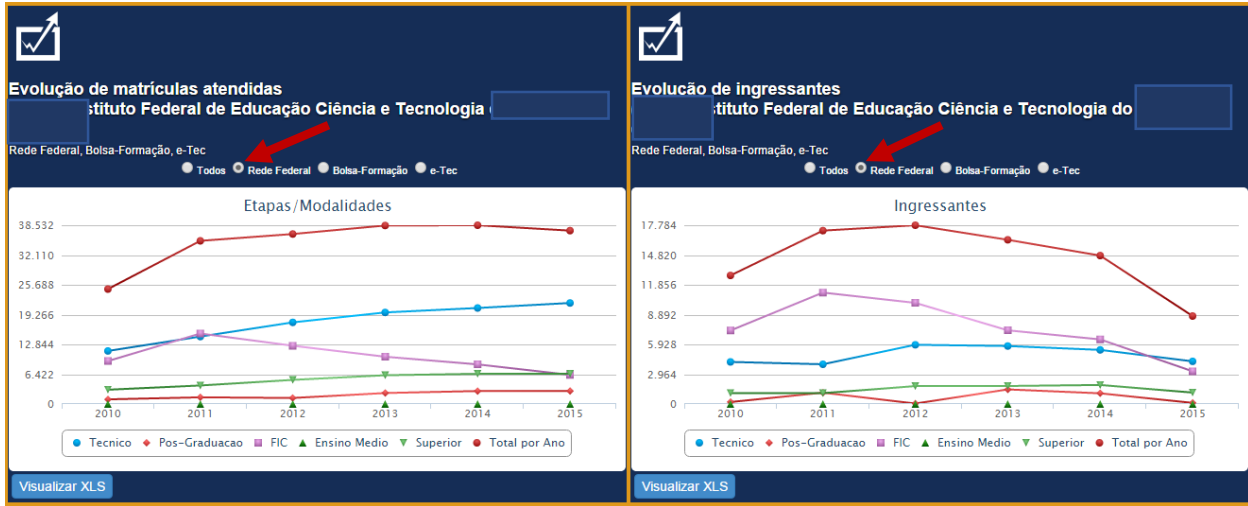 Evolução de matrículas atendidas
stituto Federal de Educação Ciência e Tecnologia
Rede Federal, Bolsa-Formação, e-Tec
Todos Rede Federal Bolsa-Formação e-Tec
Etapas/Modalidades
38.532
32.110
25.688
19.266
12.844
6.422
0
2010 2011 2012 2013 2014 2015
Tecnico Pos-Graduacao FIC Ensino Medio Superior Total por Ano
Visualizar XLS
Evolução de ingressantes
stituto Federal de Educação Ciência e Tecnologia do
Rede Federal, Bolsa-Formação, e-Tec
Todos Rede Federal Bolsa-Formação e-Tec
Ingressantes
17.784
14.820
11.856
8.892
5.928
2.964
0
2010 2011 2012 2013 2014 2015
Tecnico Pos-Graduacao FIC Ensino Medio Superior Total por Ano
Visualizar XLS